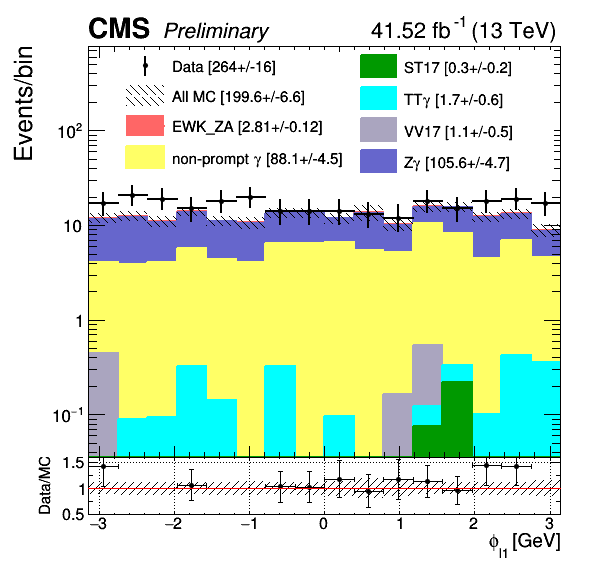 CMS Preliminary 41.52 fb⁻¹ (13 TeV)
Events/bin
Data [264+/-16]
All MC [199.6+/-6.6]
EWK_ZA [2.81+/-0.12]
non-prompt γ [88.1+/-4.5]
ST17 [0.3+/-0.2]
TTγ [1.7+/-0.6]
VV17 [1.1+/-0.5]
Zγ [105.6+/-4.7]
10²
10
1
10⁻¹
Data/MC
1.5
1
0.5
−3 −2 −1 0 1 2 3
ϕ_l1 [GeV]